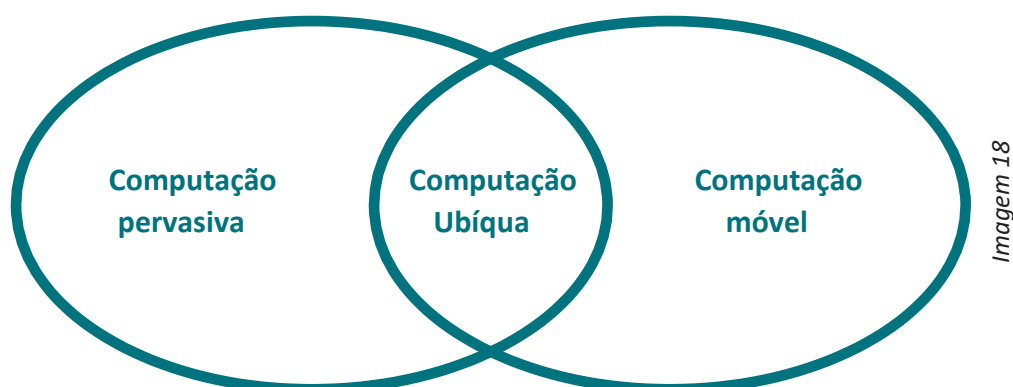 Computação
pervasiva
Computação
Ubíqua
Computação
móvel
Imagem 18